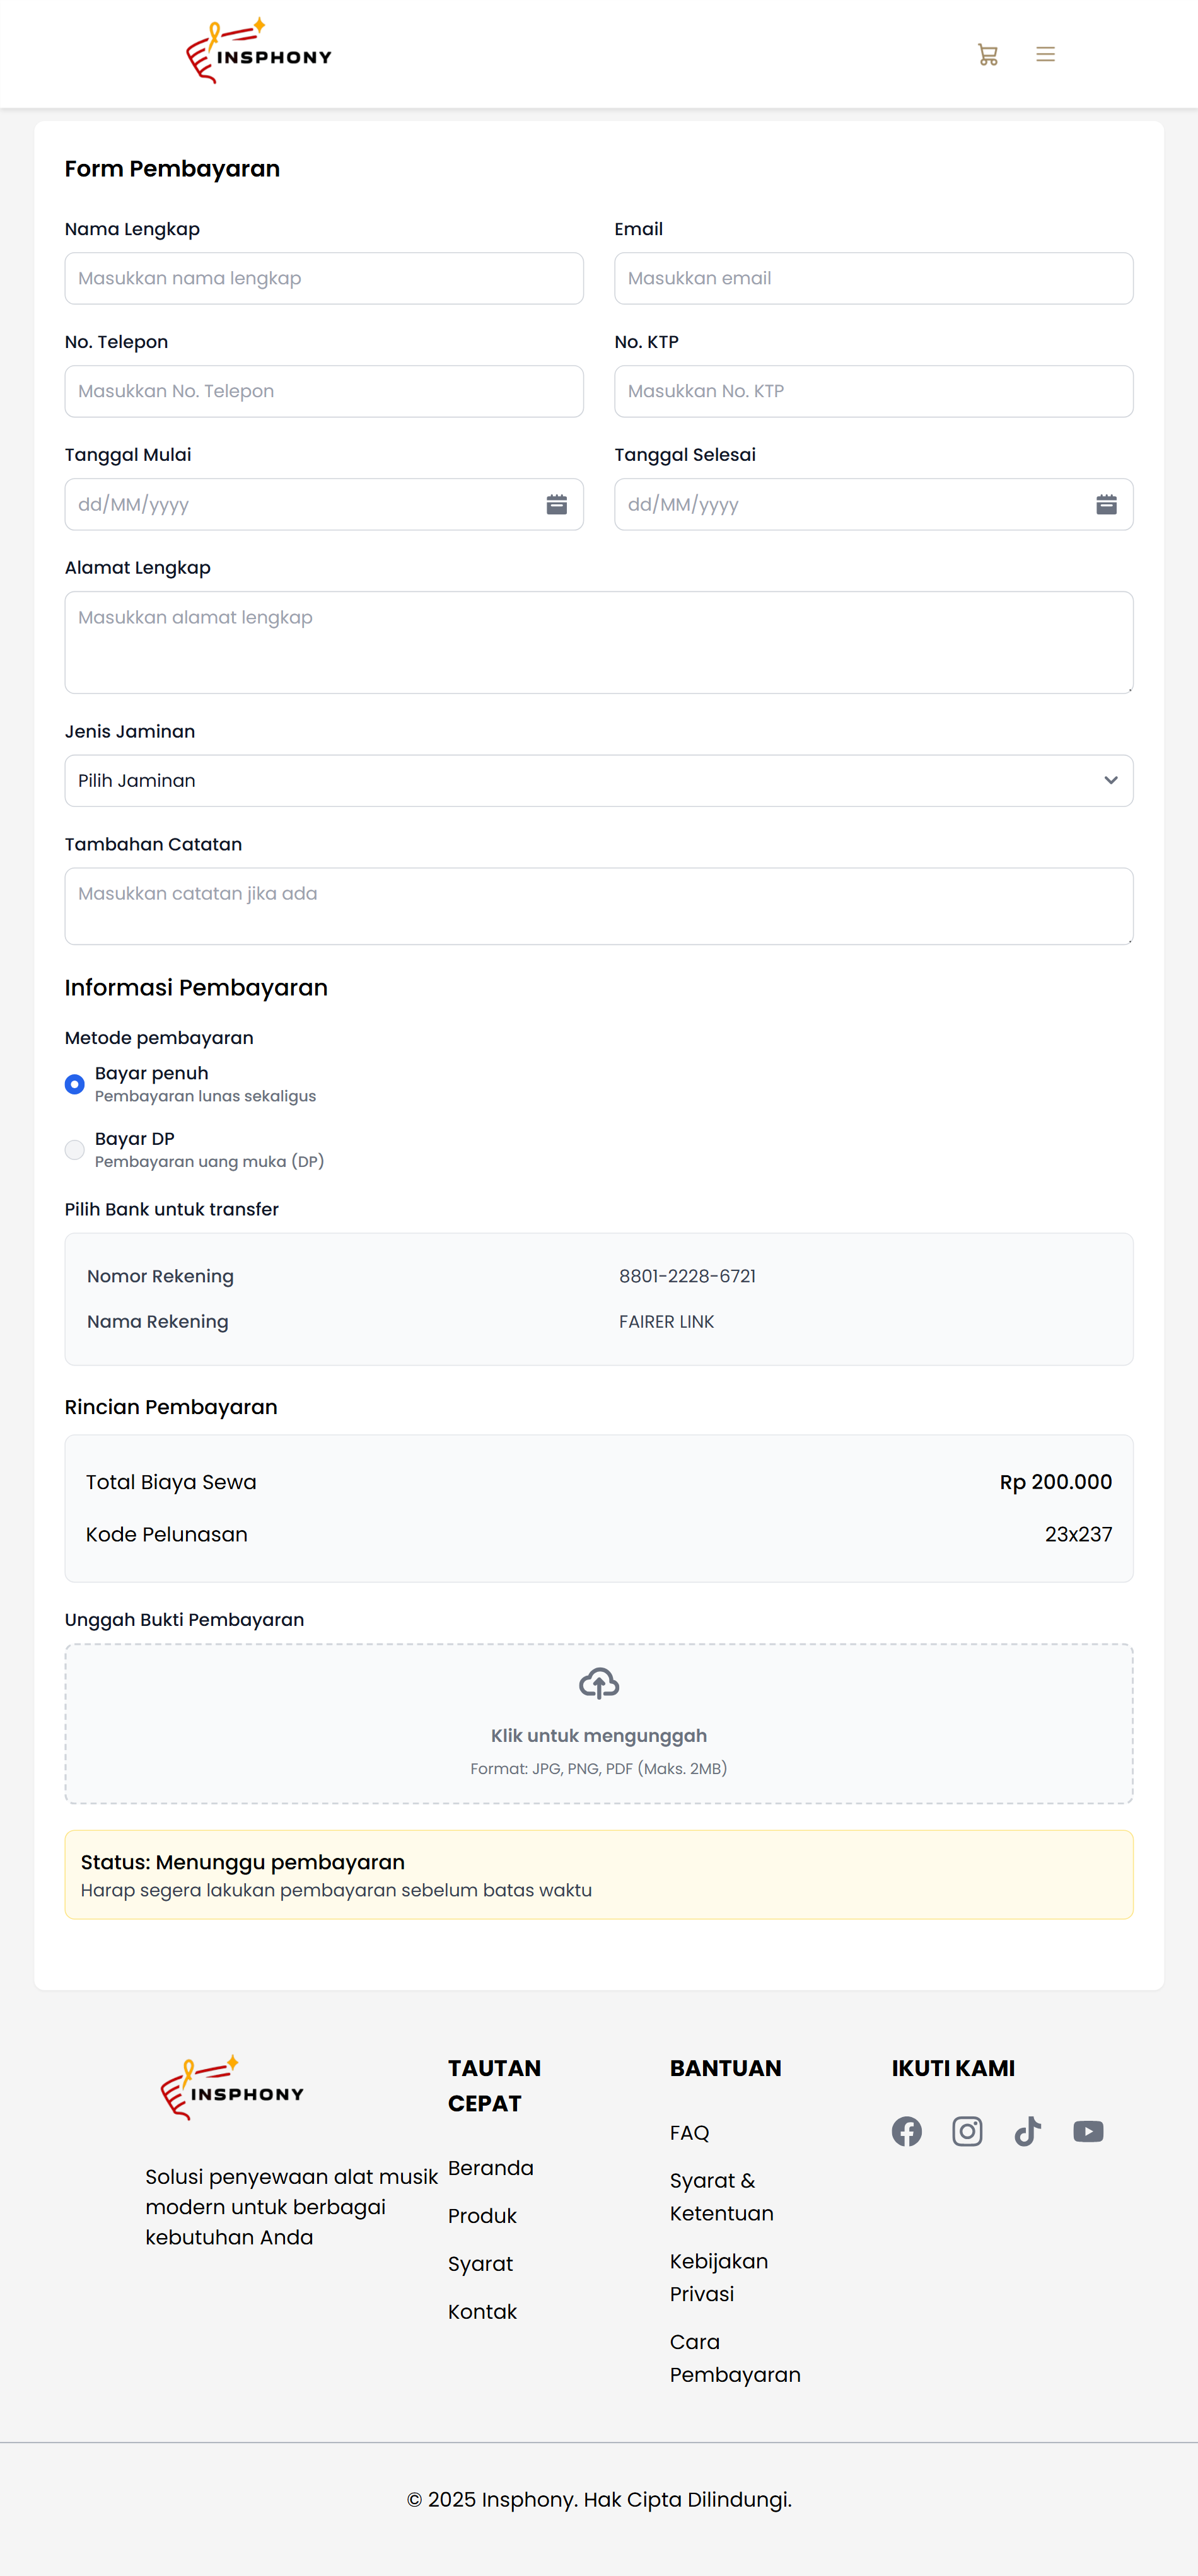 INSPHONY
Form Pembayaran
Nama Lengkap
Email
Masukkan nama lengkap
Masukkan email
No. Telepon
No. KTP
Masukkan No. Telepon
Masukkan No. KTP
Tanggal Mulai
Tanggal Selesai
dd/MM/yyyy
dd/MM/yyyy
Alamat Lengkap
Masukkan alamat lengkap
Jenis Jaminan
Pilih Jaminan
Tambahan Catatan
Masukkan catatan jika ada
Informasi Pembayaran
Metode pembayaran
Bayar penuh
Pembayaran lunas sekaligus
Bayar DP
Pembayaran uang muka (DP)
Pilih Bank untuk transfer
Nomor Rekening
8801-2228-6721
Nama Rekening
FAIRER LINK
Rincian Pembayaran
Total Biaya Sewa
Rp 200.000
Kode Pelunasan
23x237
Unggah Bukti Pembayaran
Klik untuk mengunggah
Format: JPG, PNG, PDF (Maks. 2MB)
Status: Menunggu pembayaran
Harap segera lakukan pembayaran sebelum batas waktu
INSPHONY
Solusi penyewaan alat musik
modern untuk berbagai
kebutuhan Anda
TAUTAN
CEPAT
Beranda
Produk
Syarat
Kontak
BANTUAN
FAQ
Syarat &
Ketentuan
Kebijakan
Privasi
Cara
Pembayaran
IKUTI KAMI
© 2025 Insphony. Hak Cipta Dilindungi.